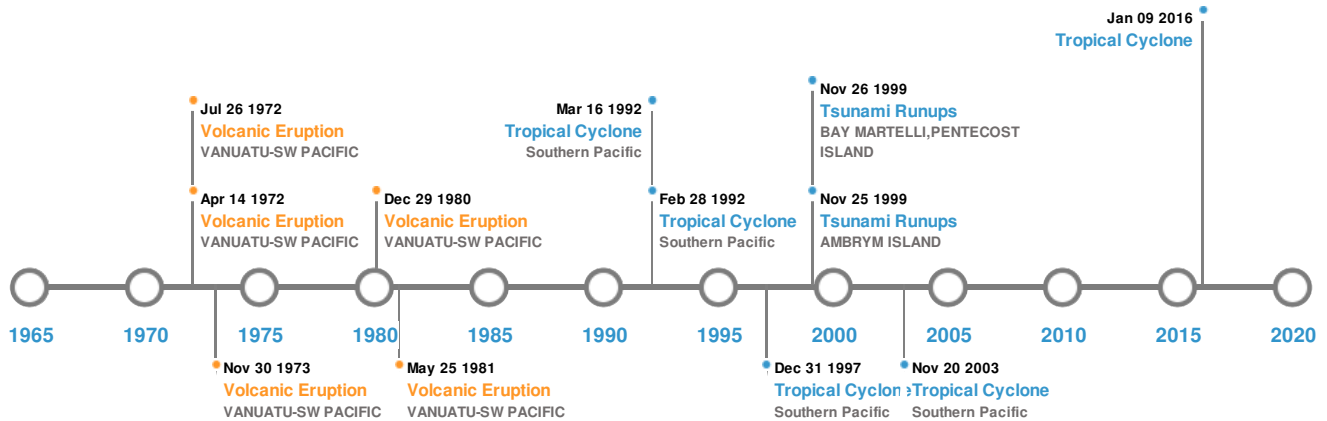 Jan 09 2016
Tropical Cyclone
Jul 26 1972
Volcanic Eruption
VANUATU-SW PACIFIC
Mar 16 1992
Tropical Cyclone
Southern Pacific
Nov 26 1999
Tsunami Runups
BAY MARTELLI,PENTECOST
ISLAND
Apr 14 1972
Volcanic Eruption
VANUATU-SW PACIFIC
Dec 29 1980
Volcanic Eruption
VANUATU-SW PACIFIC
Feb 28 1992
Tropical Cyclone
Southern Pacific
Nov 25 1999
Tsunami Runups
AMBRYM ISLAND
1965 1970 1975 1980 1985 1990 1995 2000 2005 2010 2015 2020
Nov 30 1973
Volcanic Eruption
VANUATU-SW PACIFIC
May 25 1981
Volcanic Eruption
VANUATU-SW PACIFIC
Dec 31 1997
Tropical Cyclone
Southern Pacific
Nov 20 2003
Tropical Cyclone
Southern Pacific